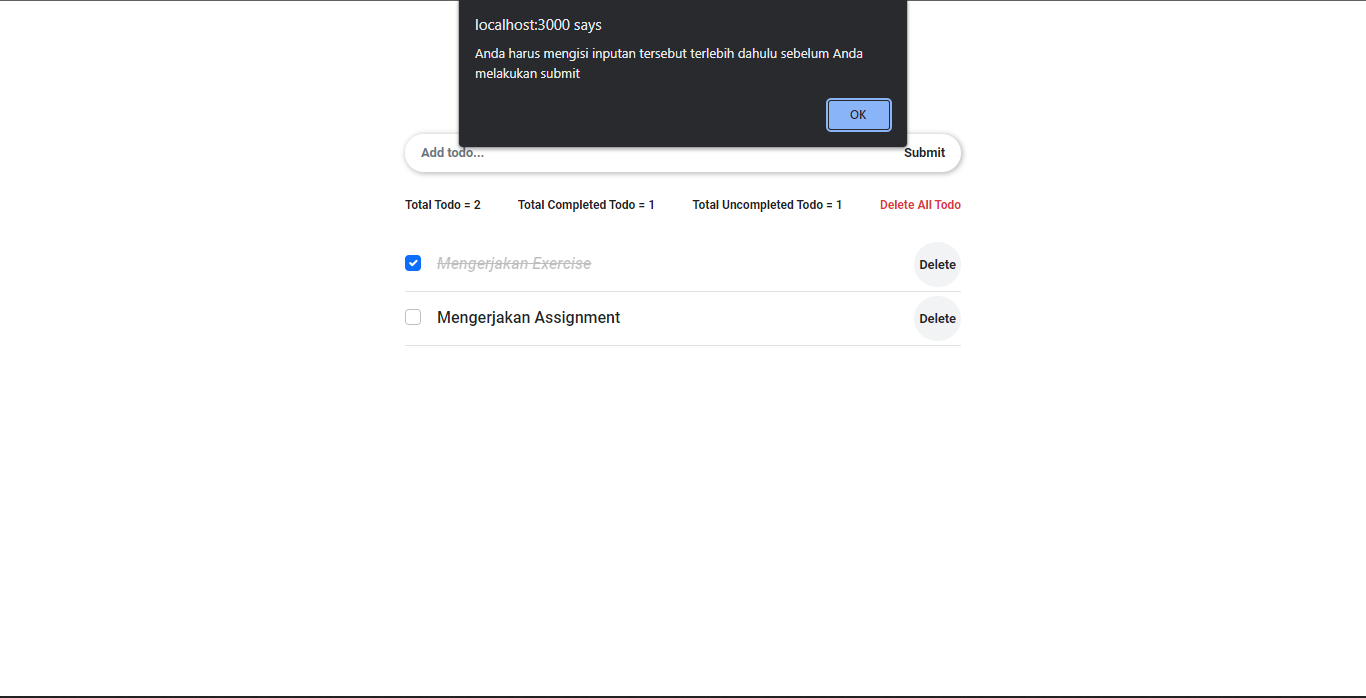 localhost:3000 says
Anda harus mengisi inputan tersebut terlebih dahulu sebelum Anda
melakukan submit
OK
Add todo...
Submit
Total Todo = 2
Total Completed Todo = 1
Total Uncompleted Todo = 1
Delete All Todo
Mengerjakan Exercise
Delete
Mengerjakan Assignment
Delete